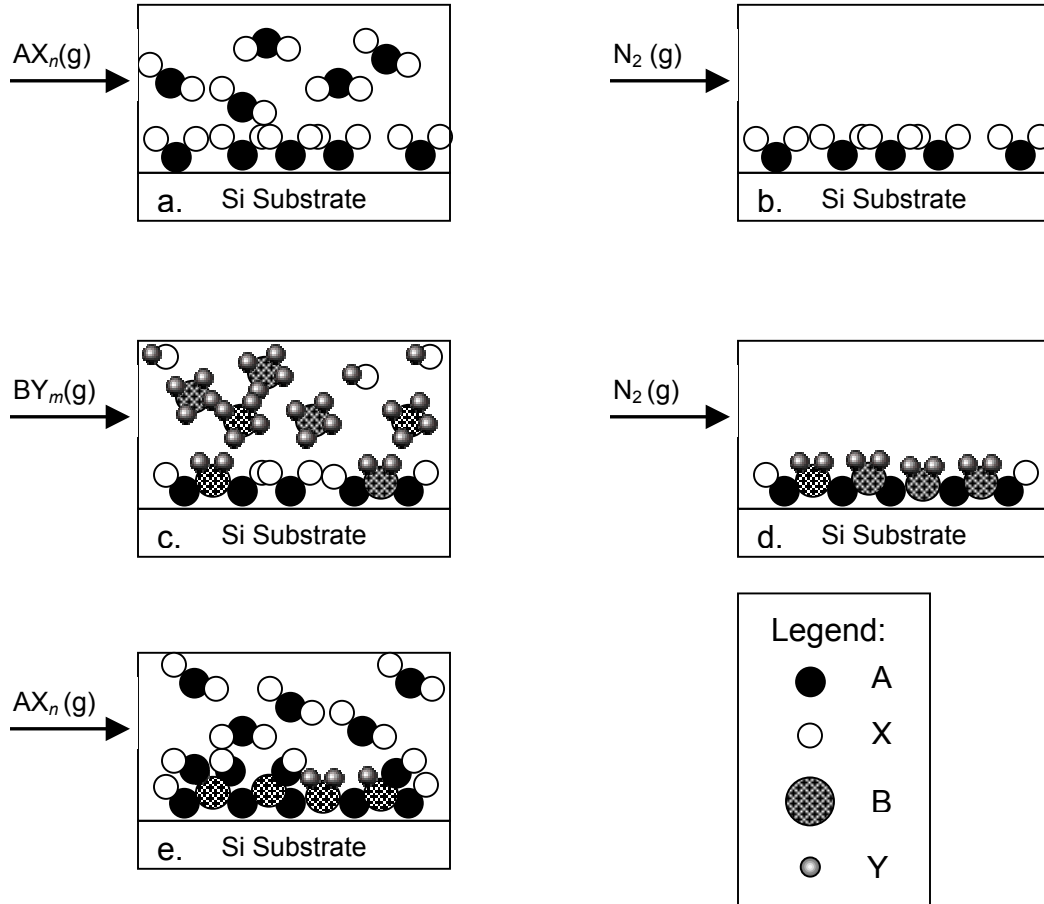 AXₙ(g)
a. Si Substrate
N₂ (g)
b. Si Substrate
BYₘ(g)
c. Si Substrate
N₂ (g)
d. Si Substrate
AXₙ (g)
e. Si Substrate
Legend:
A
X
B
Y